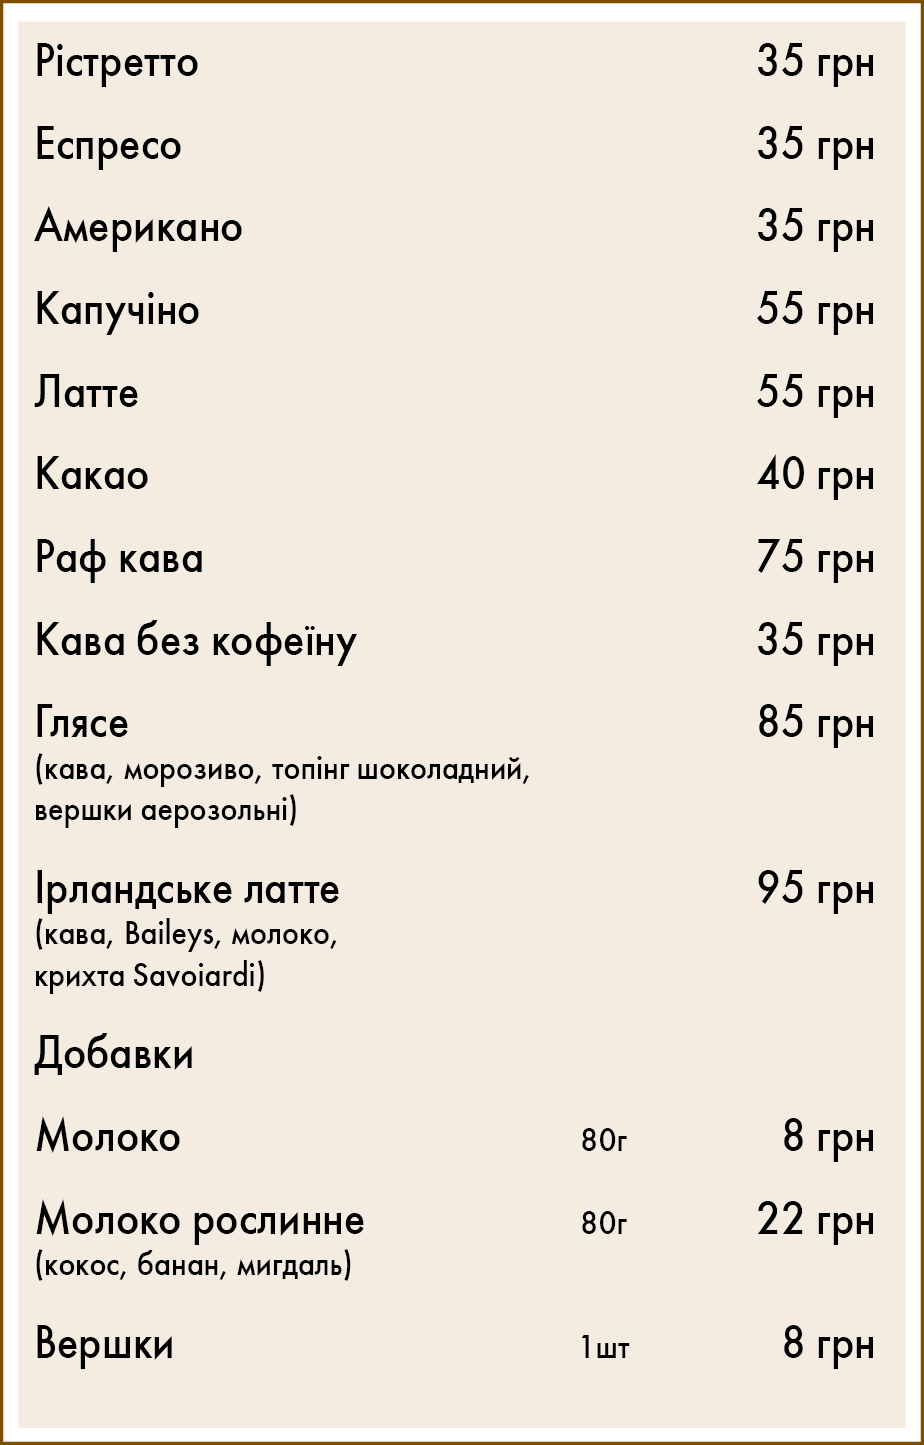 Рістретто 35 грн
Еспресо 35 грн
Американо 35 грн
Капучіно 55 грн
Латте 55 грн
Какао 40 грн
Раф кава 75 грн
Кава без кофеїну 35 грн
Глясе 85 грн
(кава, морозиво, топінг шоколадний,
вершки аерозольні)
Ірландське латте 95 грн
(кава, Baileys, молоко,
крихта Savoiardi)
Добавки
Молоко 80г 8 грн
Молоко рослинне 80г 22 грн
(кокос, банан, мигдаль)
Вершки 1шт 8 грн